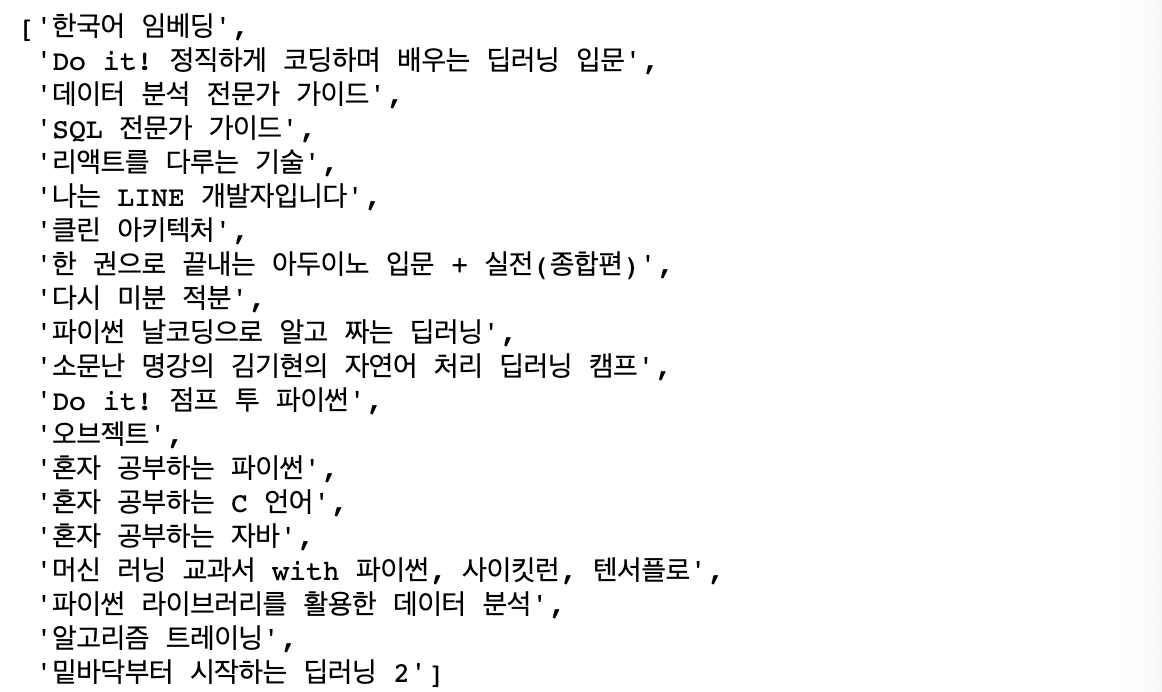 ['한국어 임베딩',
'Do it! 정직하게 코딩하며 배우는 딥러닝 입문',
'데이터 분석 전문가 가이드',
'SQL 전문가 가이드',
'리액트를 다루는 기술',
'나는 LINE 개발자입니다',
'클린 아키텍처',
'한 권으로 끝내는 아두이노 입문 + 실전(종합편)',
'다시 미분 적분',
'파이썬 날코딩으로 알고 짜는 딥러닝',
'소문난 명강의 김기현의 자연어 처리 딥러닝 캠프',
'Do it! 점프 투 파이썬',
'오브젝트',
'혼자 공부하는 파이썬',
'혼자 공부하는 C 언어',
'혼자 공부하는 자바',
'머신 러닝 교과서 with 파이썬, 사이킷런, 텐서플로',
'파이썬 라이브러리를 활용한 데이터 분석',
'알고리즘 트레이닝',
'밑바닥부터 시작하는 딥러닝 2']